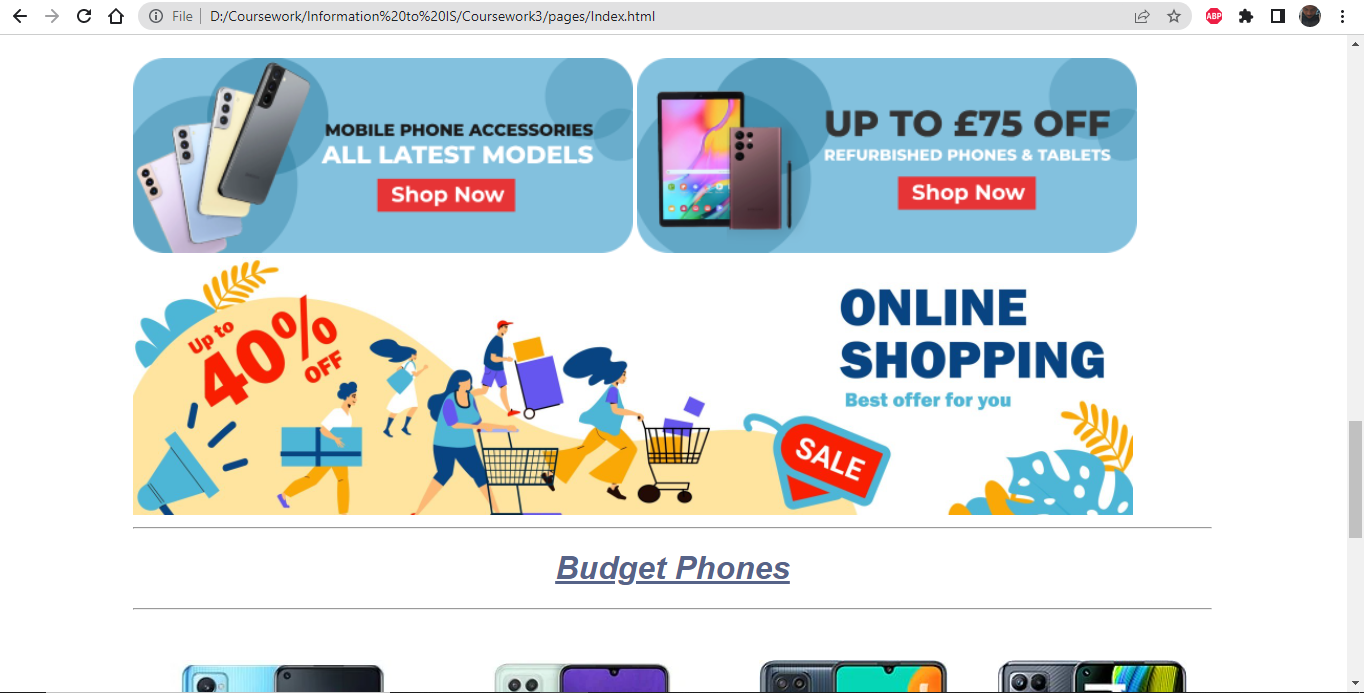 File
D:/Coursework/Information%20to%20IS/Coursework3/pages/Index.html
ABP
MOBILE PHONE ACCESSORIES
ALL LATEST MODELS
Shop Now
UP TO £75 OFF
REFURBISHED PHONES & TABLETS
Shop Now
Up to
40%
OFF
ONLINE
SHOPPING
Best offer for you
SALE
Budget Phones